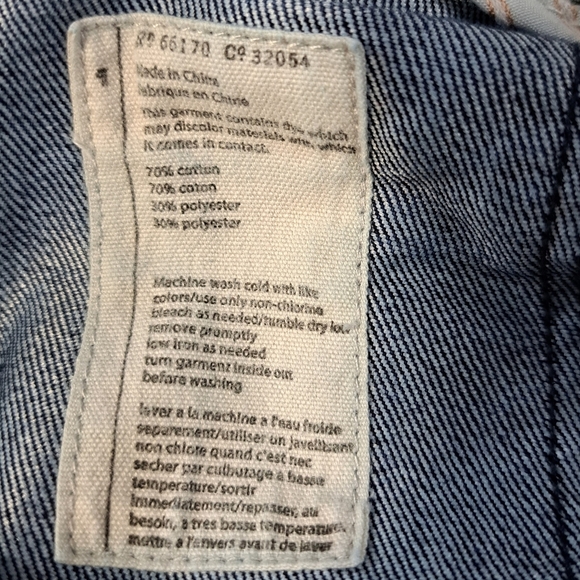 Rº 66170 Cº 32054
Made in China
fabrique en Chine
this garment contains dye which
may discolor materials with which
it comes in contact.
70% cotton
70% coton
30% polyester
30% polyester
Machine wash cold with like
colors/use only non-chlorine
bleach as needed/tumble dry low
remove promptly
low iron as needed
turn garment inside out
before washing
laver a la machine a l'eau froide
separement/utiliser un javellisant
non chlore quand c'est nec
secher par culbutage a basse
temperature/sortir
immediatement/repasser, au
besoin, a tres basse temperature.
mettre a l'envers avant de laver